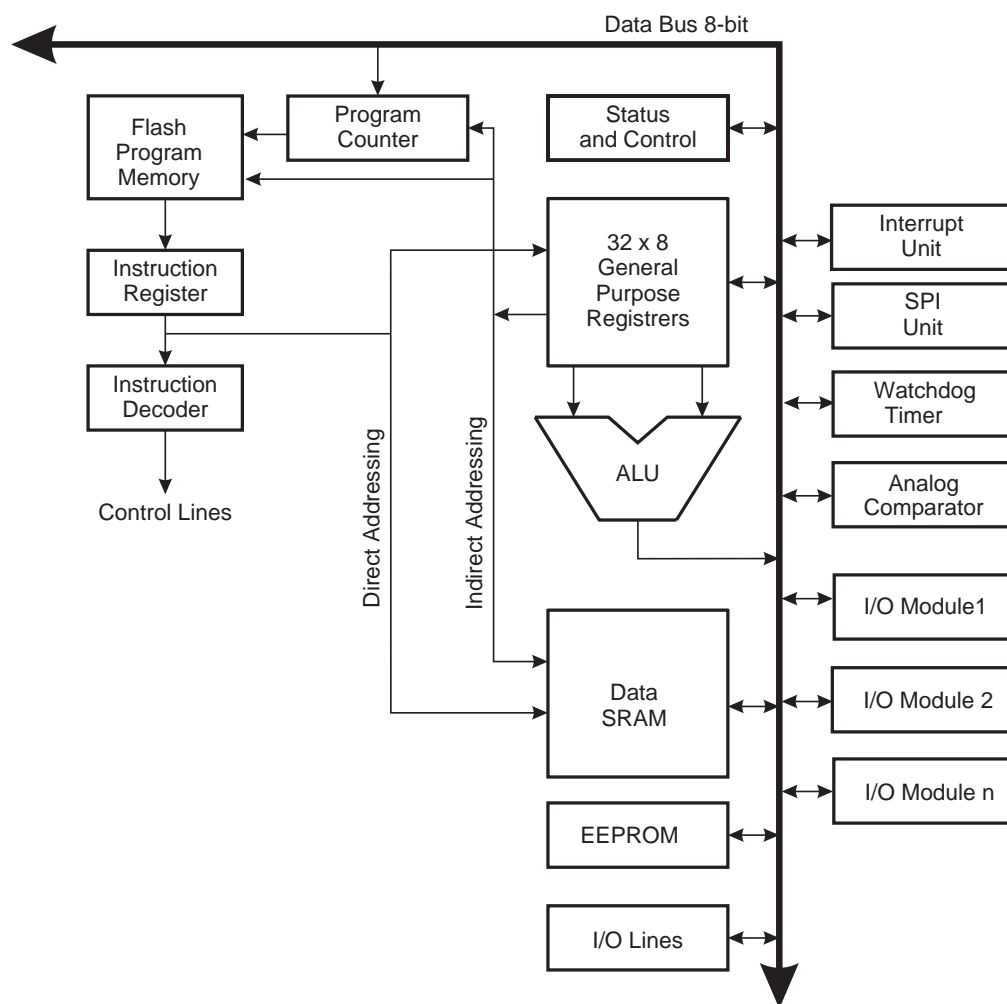 Data Bus 8-bit
Flash
Program
Memory
Program
Counter
Status
and Control
Interrupt
Unit
32 x 8
General
Purpose
Registrers
Instruction
Register
SPI
Unit
Instruction
Decoder
Watchdog
Timer
ALU
Analog
Comparator
Control Lines
Direct Addressing
Indirect Addressing
I/O Module1
Data
SRAM
I/O Module 2
I/O Module n
EEPROM
I/O Lines